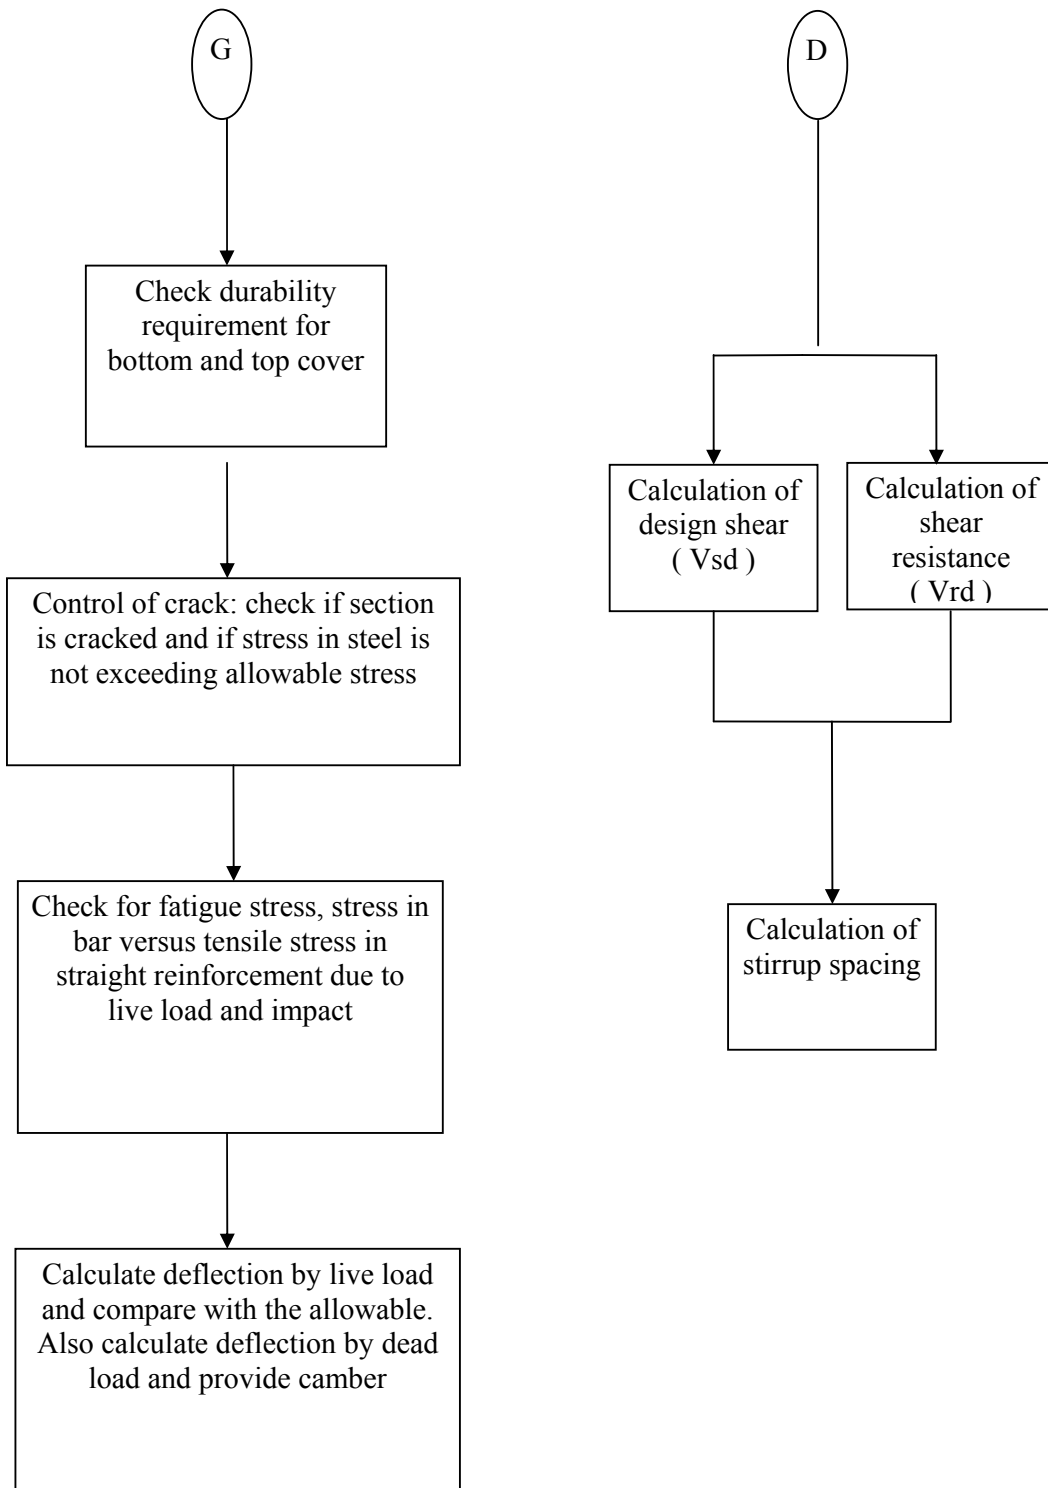 G
Check durability
requirement for
bottom and top cover
Control of crack: check if section
is cracked and if stress in steel is
not exceeding allowable stress
Check for fatigue stress, stress in
bar versus tensile stress in
straight reinforcement due to
live load and impact
Calculate deflection by live load
and compare with the allowable.
Also calculate deflection by dead
load and provide camber
D
Calculation of
design shear
( Vsd )
Calculation of
shear
resistance
( Vrd )
Calculation of
stirrup spacing